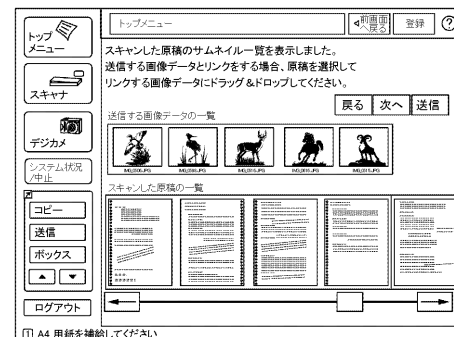 トップ
メニュー
スキャナ
デジカメ
システム状況
/中止
コピー
送信
ボックス
ログアウト
トップメニュー
前画面
へ戻る
登録
?
スキャンした原稿のサムネイル一覧を表示しました。
送信する画像データとリンクをする場合、原稿を選択して
リンクする画像データにドラッグ&ドロップしてください。
戻る 次へ 送信
送信する画像データの一覧
スキャンした原稿の一覧
1 A4 用紙を補給してください